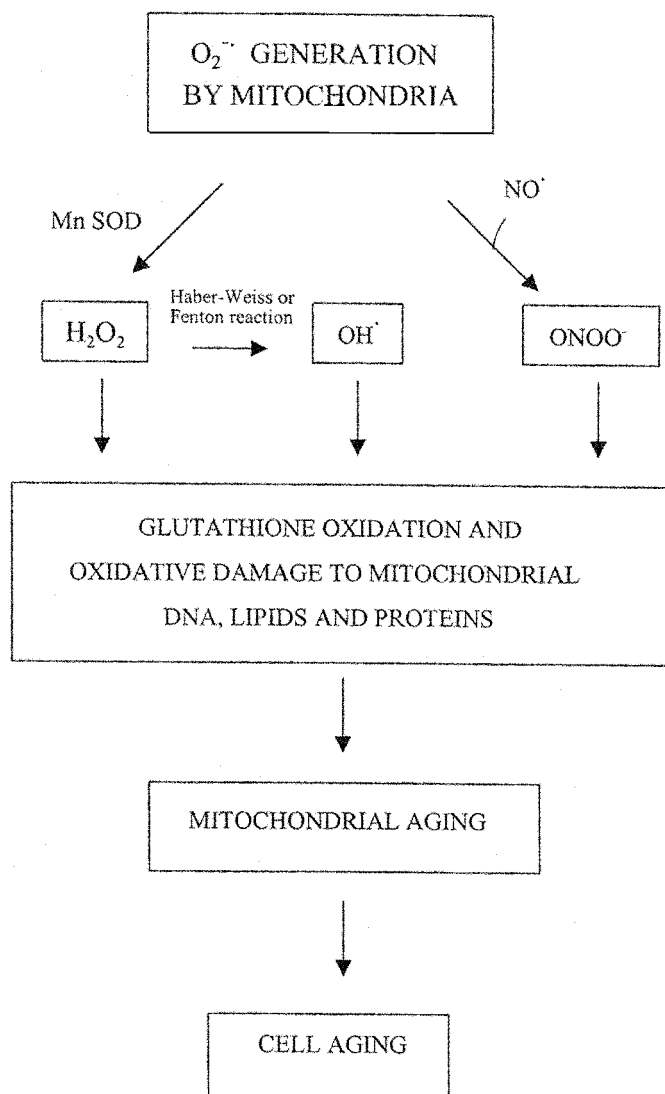 O₂⁻· GENERATION
BY MITOCHONDRIA
NO·
Mn SOD
Haber-Weiss or
Fenton reaction
H₂O₂
OH·
ONOO⁻
GLUTATHIONE OXIDATION AND
OXIDATIVE DAMAGE TO MITOCHONDRIAL
DNA, LIPIDS AND PROTEINS
MITOCHONDRIAL AGING
CELL AGING